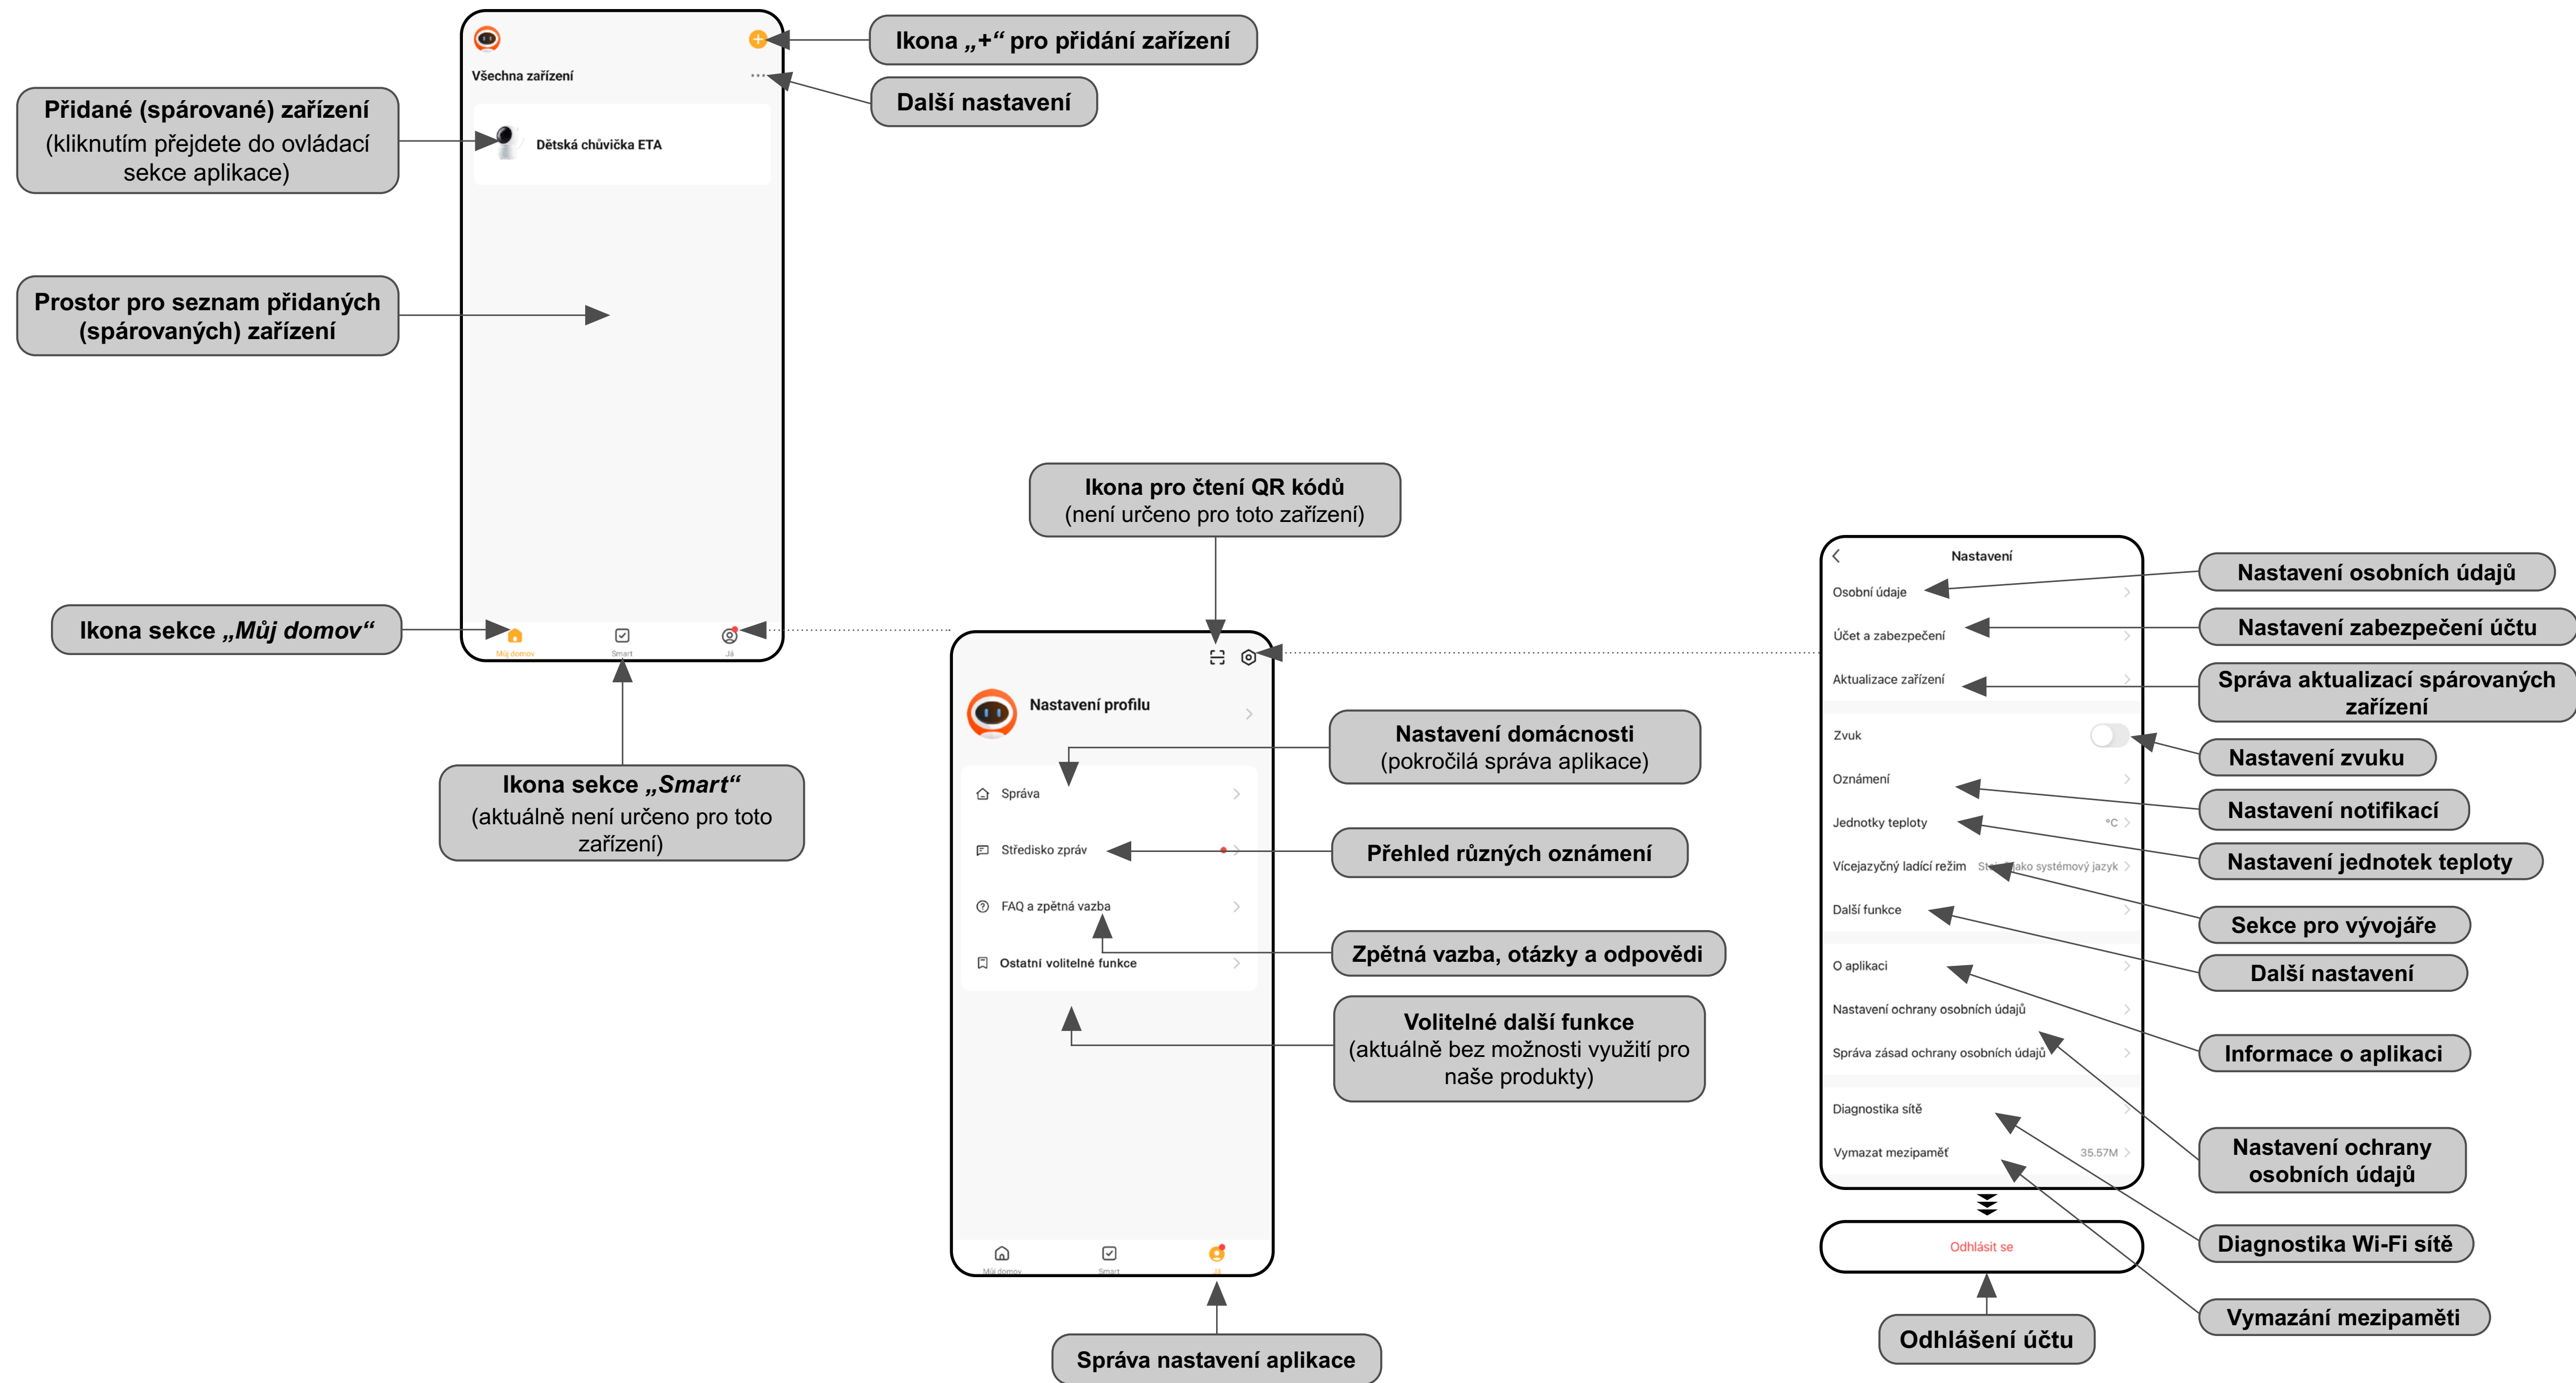 Ikona „+“ pro přidání zařízení
Všechna zařízení
Další nastavení
Přidané (spárované) zařízení
(kliknutím přejdete do ovládací
sekce aplikace)
Dětská chůvička ETA
Prostor pro seznam přidaných
(spárovaných) zařízení
Ikona sekce „Můj domov“
Můj domov
Smart
Já
Ikona sekce „Smart“
(aktuálně není určeno pro toto
zařízení)
Ikona pro čtení QR kódů
(není určeno pro toto zařízení)
Nastavení profilu
Nastavení domácnosti
(pokročilá správa aplikace)
Správa
Středisko zpráv
Přehled různých oznámení
FAQ a zpětná vazba
Zpětná vazba, otázky a odpovědi
Ostatní volitelné funkce
Volitelné další funkce
(aktuálně bez možnosti využití pro
naše produkty)
Můj domov
Smart
Já
Správa nastavení aplikace
Nastavení
Osobní údaje
Nastavení osobních údajů
Účet a zabezpečení
Nastavení zabezpečení účtu
Aktualizace zařízení
Správa aktualizací spárovaných
zařízení
Zvuk
Nastavení zvuku
Oznámení
Nastavení notifikací
Jednotky teploty
°C
Nastavení jednotek teploty
Vícejazyčný ladící režim
jako systémový jazyk
Sekce pro vývojáře
Další funkce
Další nastavení
O aplikaci
Informace o aplikaci
Nastavení ochrany osobních údajů
Správa zásad ochrany osobních údajů
Nastavení ochrany
osobních údajů
Diagnostika sítě
Diagnostika Wi-Fi sítě
Vymazat mezipaměť
35.57M
Vymazání mezipaměti
Odhlásit se
Odhlášení účtu